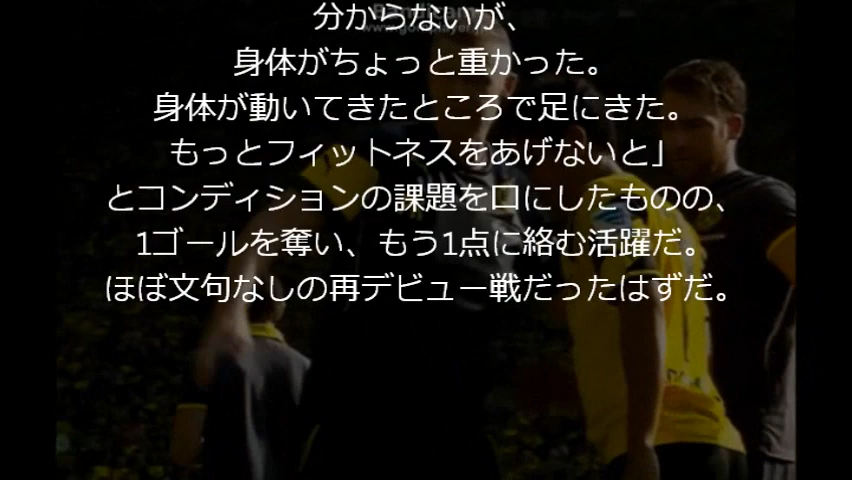 分からないが、
身体がちょっと重かった。
身体が動いてきたところで足にきた。
もっとフィットネスをあげないと」
とコンディションの課題を口にしたものの、
1ゴールを奪い、もう1点に絡む活躍だ。
ほぼ文句なしの再デビュー戦だったはずだ。